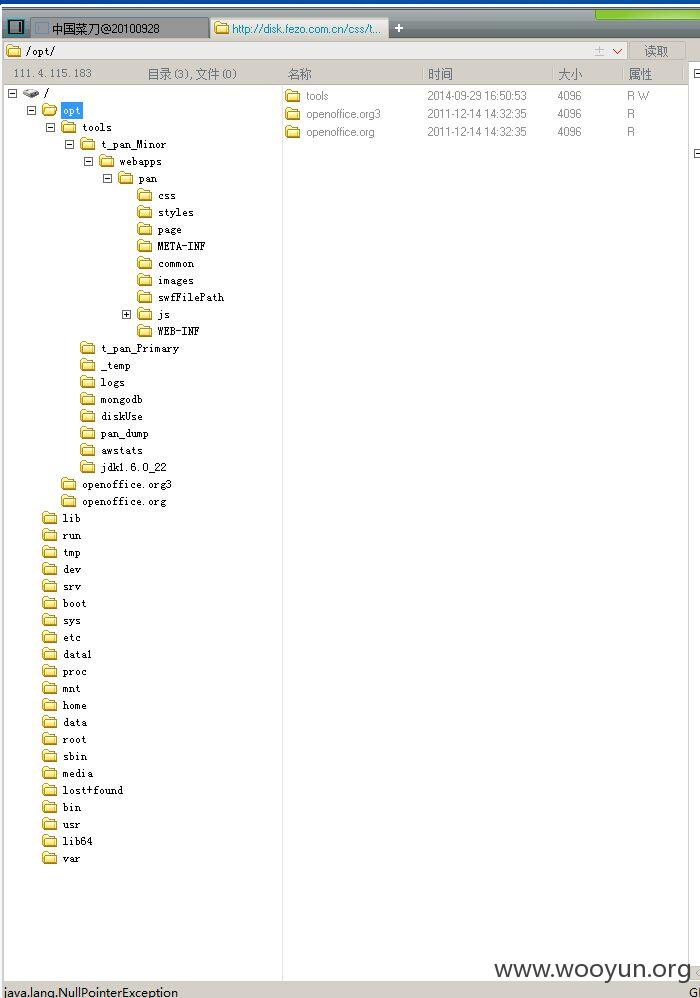 中国菜刀@20100928
http://disk.fezo.com.cn/css/t...
/opt/
读取
111.4.115.183
目录(3),文件(0)
名称 时间 大小 属性
/
opt
tools
t_pan_Minor
webapps
pan
css
styles
page
META-INF
common
images
swfFilePath
js
WEB-INF
t_pan_Primary
_temp
logs
mongodb
diskUse
pan_dump
awstats
jdk1.6.0_22
openoffice.org3
openoffice.org
lib
run
tmp
dev
srv
boot
sys
etc
data1
proc
mnt
home
data
root
sbin
media
lost+found
bin
usr
lib64
var
tools 2014-09-29 16:50:53 4096 R W
openoffice.org3 2011-12-14 14:32:35 4096 R
openoffice.org 2011-12-14 14:32:35 4096 R
www.wooyun.org
java.lang.NullPointerException
G